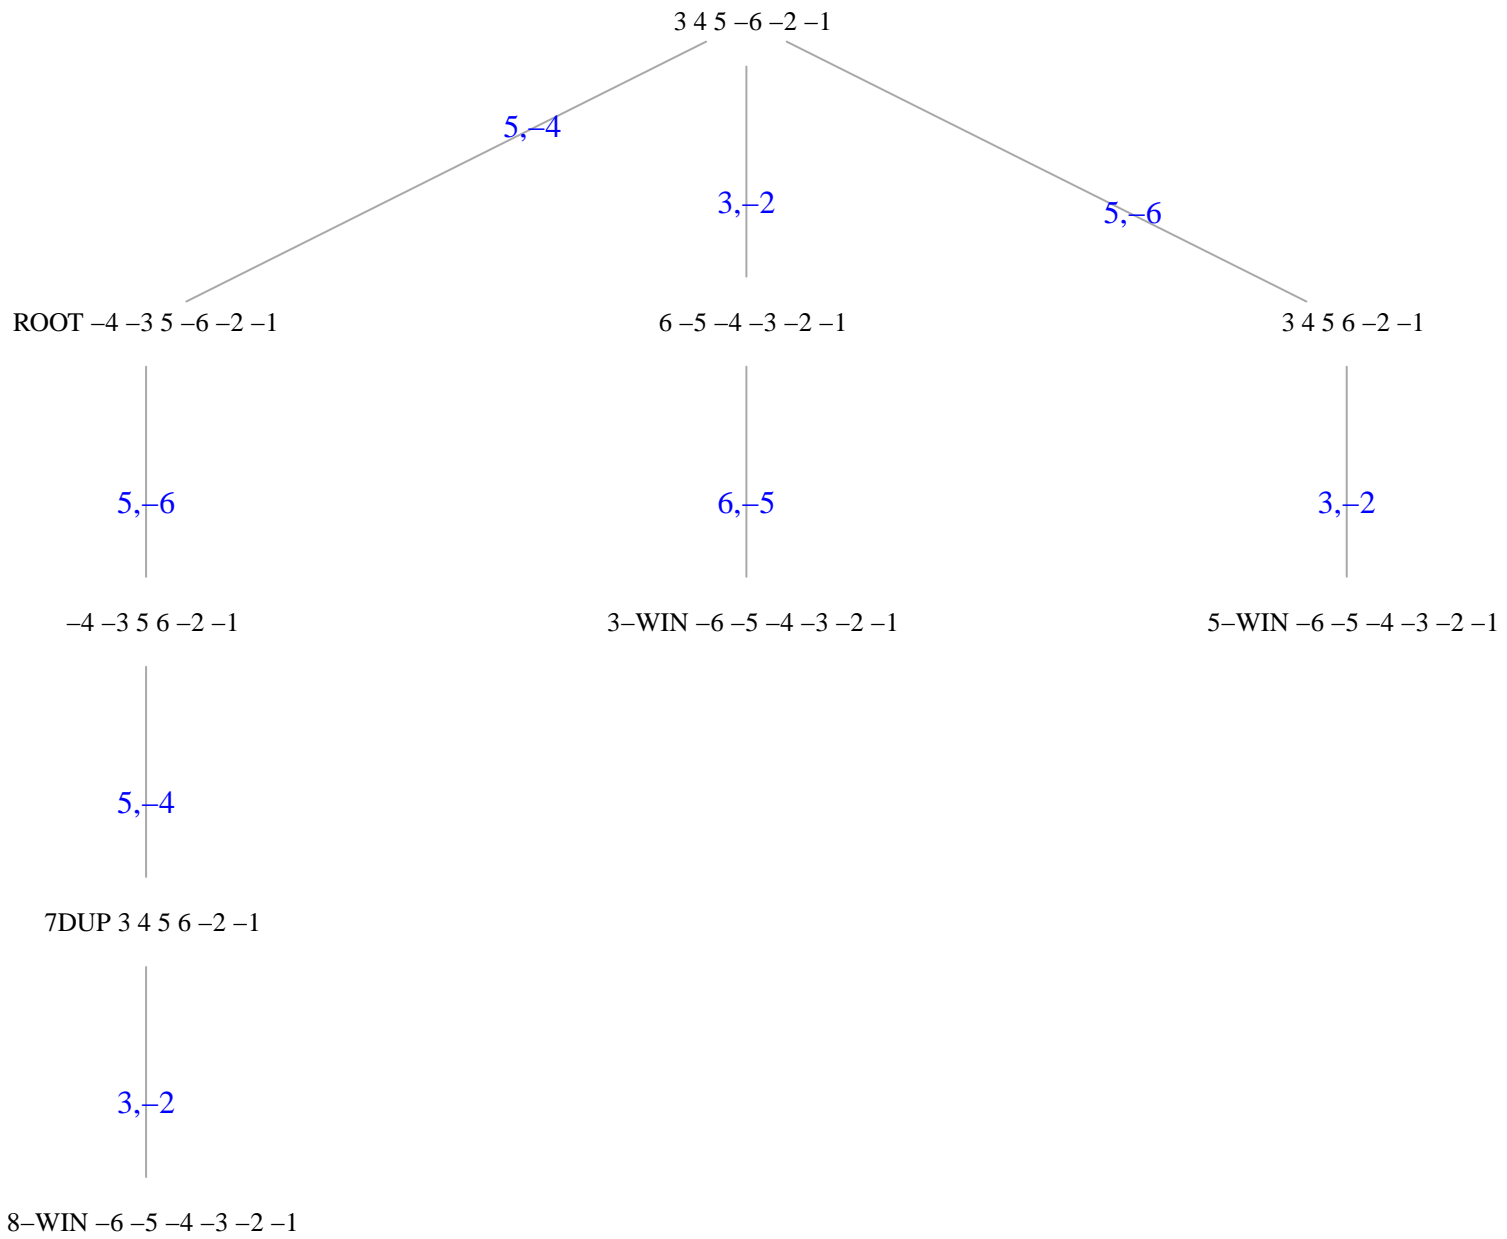 3 4 5 –6 –2 –1
5,–4
3,–2
5,–6
ROOT –4 –3 5 –6 –2 –1
6 –5 –4 –3 –2 –1
3 4 5 6 –2 –1
5,–6
6,–5
3,–2
–4 –3 5 6 –2 –1
3–WIN –6 –5 –4 –3 –2 –1
5–WIN –6 –5 –4 –3 –2 –1
5,–4
7DUP 3 4 5 6 –2 –1
3,–2
8–WIN –6 –5 –4 –3 –2 –1